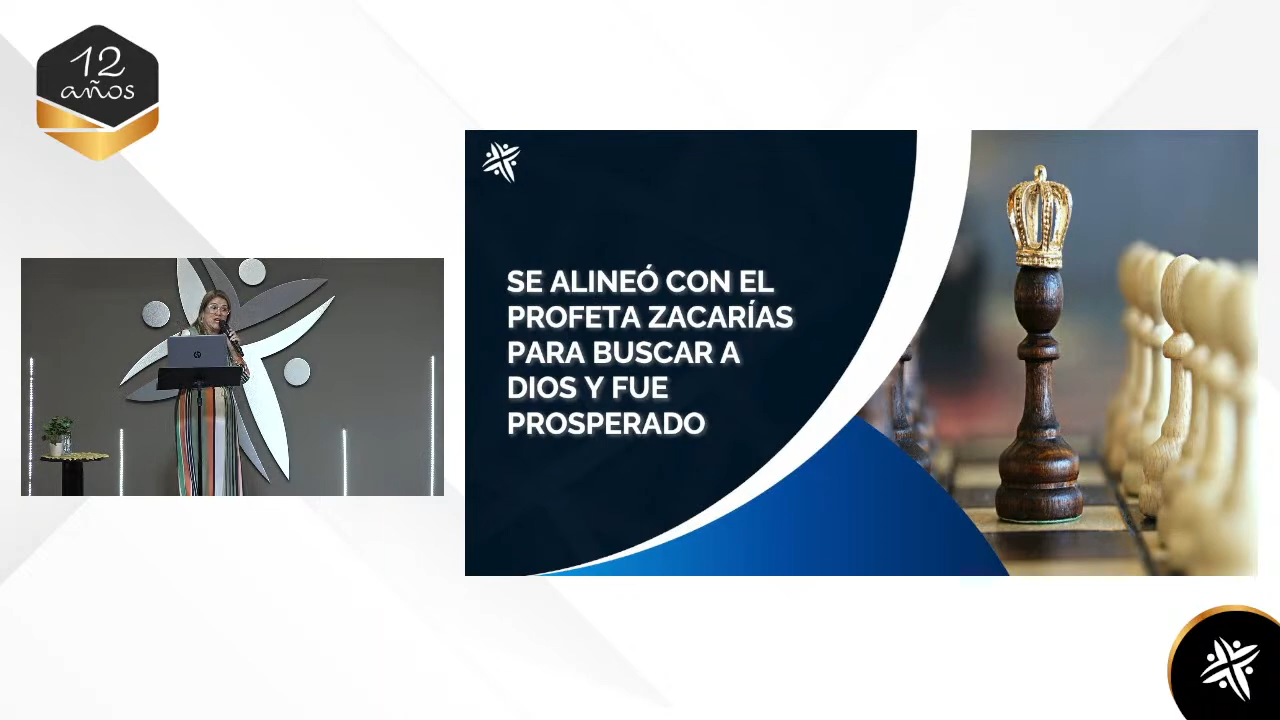 12
años
SE ALINEÓ CON EL
PROFETA ZACARÍAS
PARA BUSCAR A
DIOS Y FUE
PROSPERADO